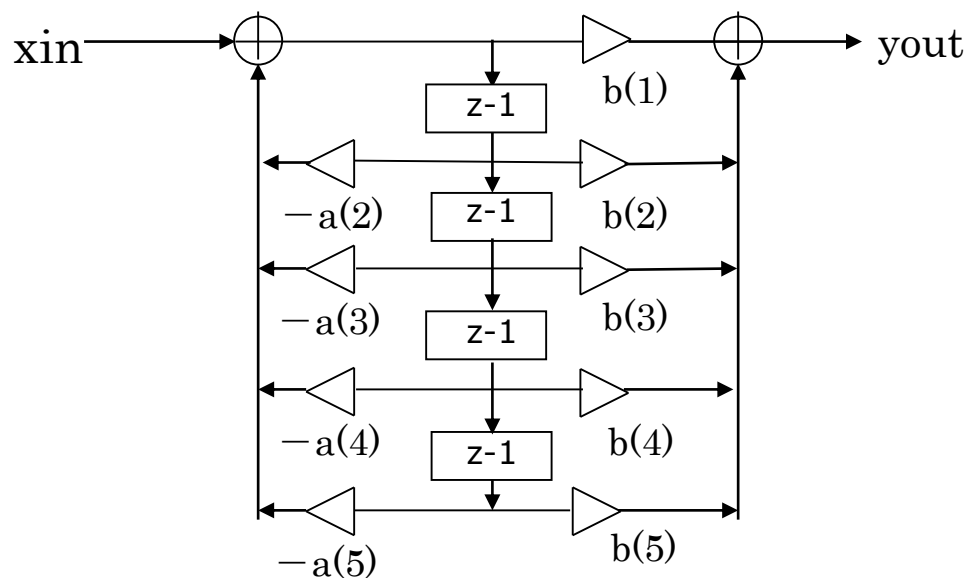 xin
yout
b(1)
z-1
－a(2)
b(2)
z-1
－a(3)
b(3)
z-1
－a(4)
b(4)
z-1
－a(5)
b(5)